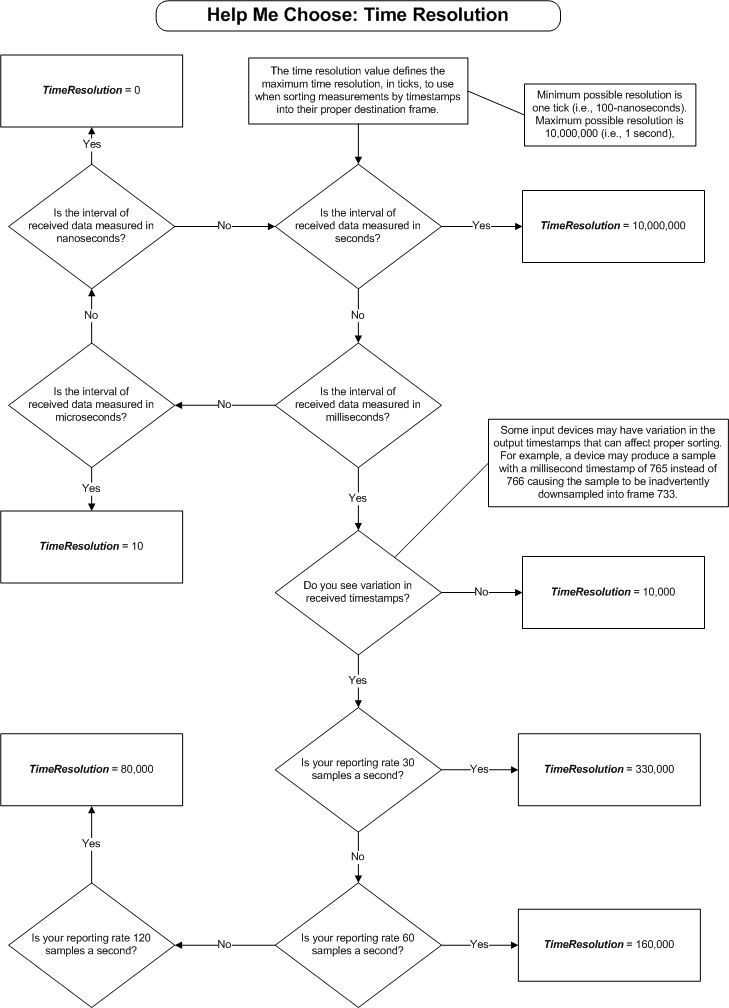 Help Me Choose: Time Resolution
TimeResolution = 0
The time resolution value defines the
maximum time resolution, in ticks, to use
when sorting measurements by timestamps
into their proper destination frame.
Minimum possible resolution is
one tick (i.e., 100-nanoseconds).
Maximum possible resolution is
10,000,000 (i.e., 1 second),
Yes
Is the interval of
received data measured in
nanoseconds?
No
Is the interval of
received data measured in
seconds?
Yes
TimeResolution = 10,000,000
No
No
Is the interval of
received data measured in
microseconds?
No
Is the interval of
received data measured in
milliseconds?
Some input devices may have variation in the
output timestamps that can affect proper sorting.
For example, a device may produce a sample
with a millisecond timestamp of 765 instead of
766 causing the sample to be inadvertently
downsampled into frame 733.
Yes
Yes
TimeResolution = 10
Do you see variation in
received timestamps?
No
TimeResolution = 10,000
Yes
TimeResolution = 80,000
Is your reporting rate 30
samples a second?
Yes
TimeResolution = 330,000
Yes
No
Is your reporting rate 120
samples a second?
No
Is your reporting rate 60
samples a second?
Yes
TimeResolution = 160,000